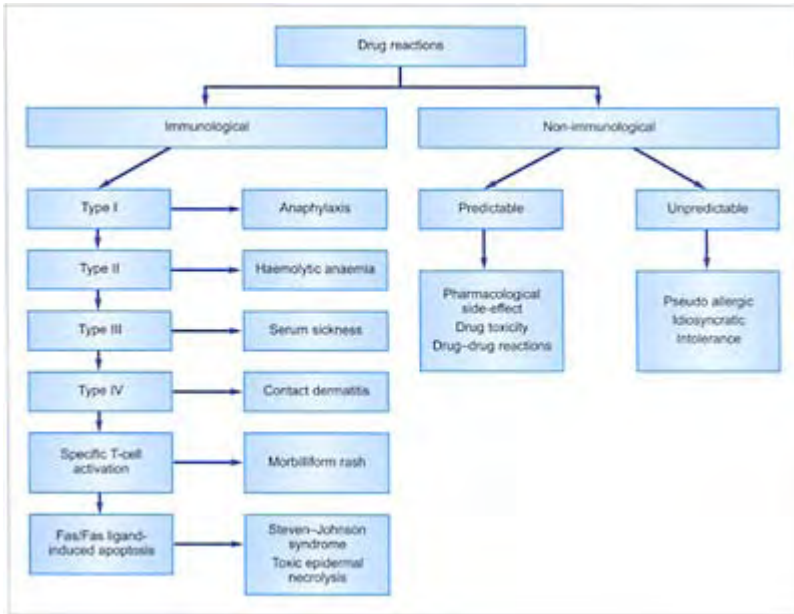 Drug reactions
Immunological
Non-immunological
Type I
Anaphylaxis
Predictable
Unpredictable
Type II
Haemolytic anaemia
Pharmacological
side-effect
Drug toxicity
Drug–drug reactions
Pseudo allergic
Idiosyncratic
Intolerance
Type III
Serum sickness
Type IV
Contact dermatitis
Specific T-cell
activation
Morbilliform rash
Fas/Fas ligand-
induced apoptosis
Steven–Johnson
syndrome
Toxic epidermal
necrolysis